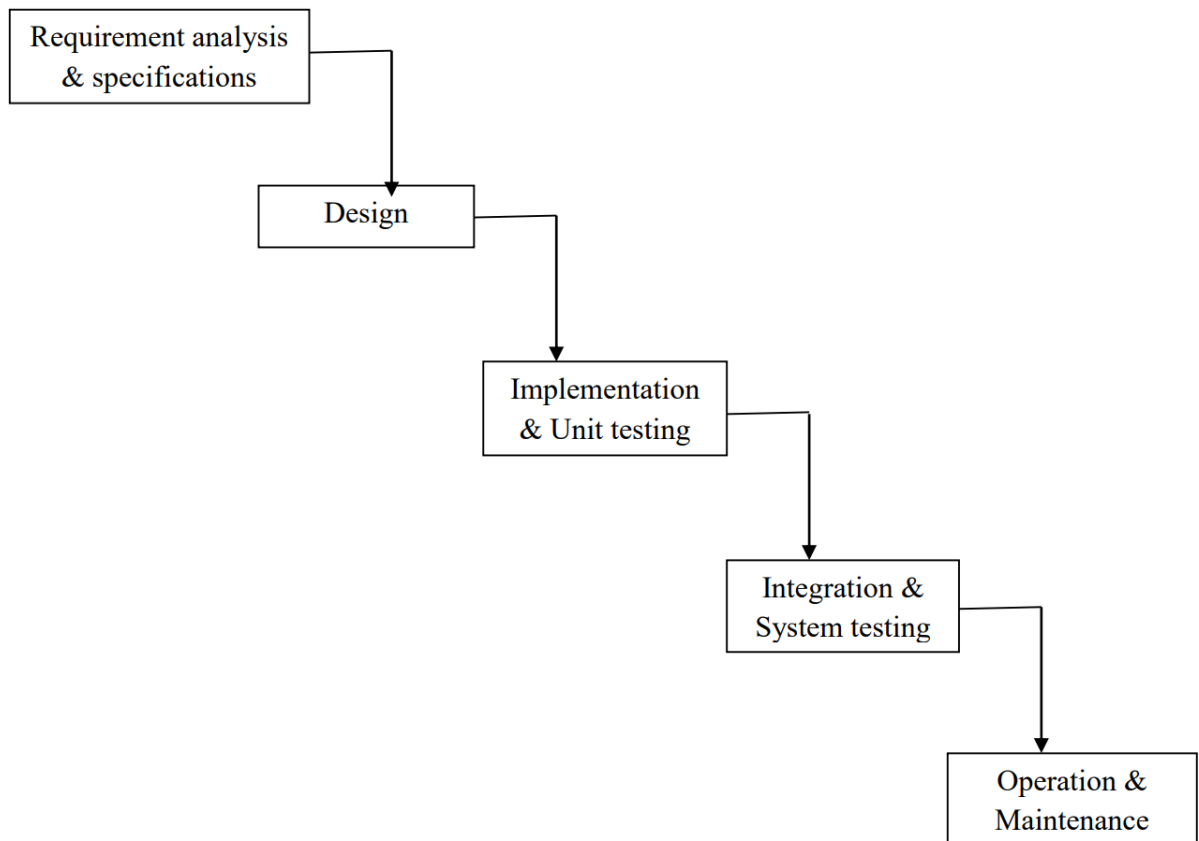 Requirement analysis
& specifications
Design
Implementation
& Unit testing
Integration &
System testing
Operation &
Maintenance